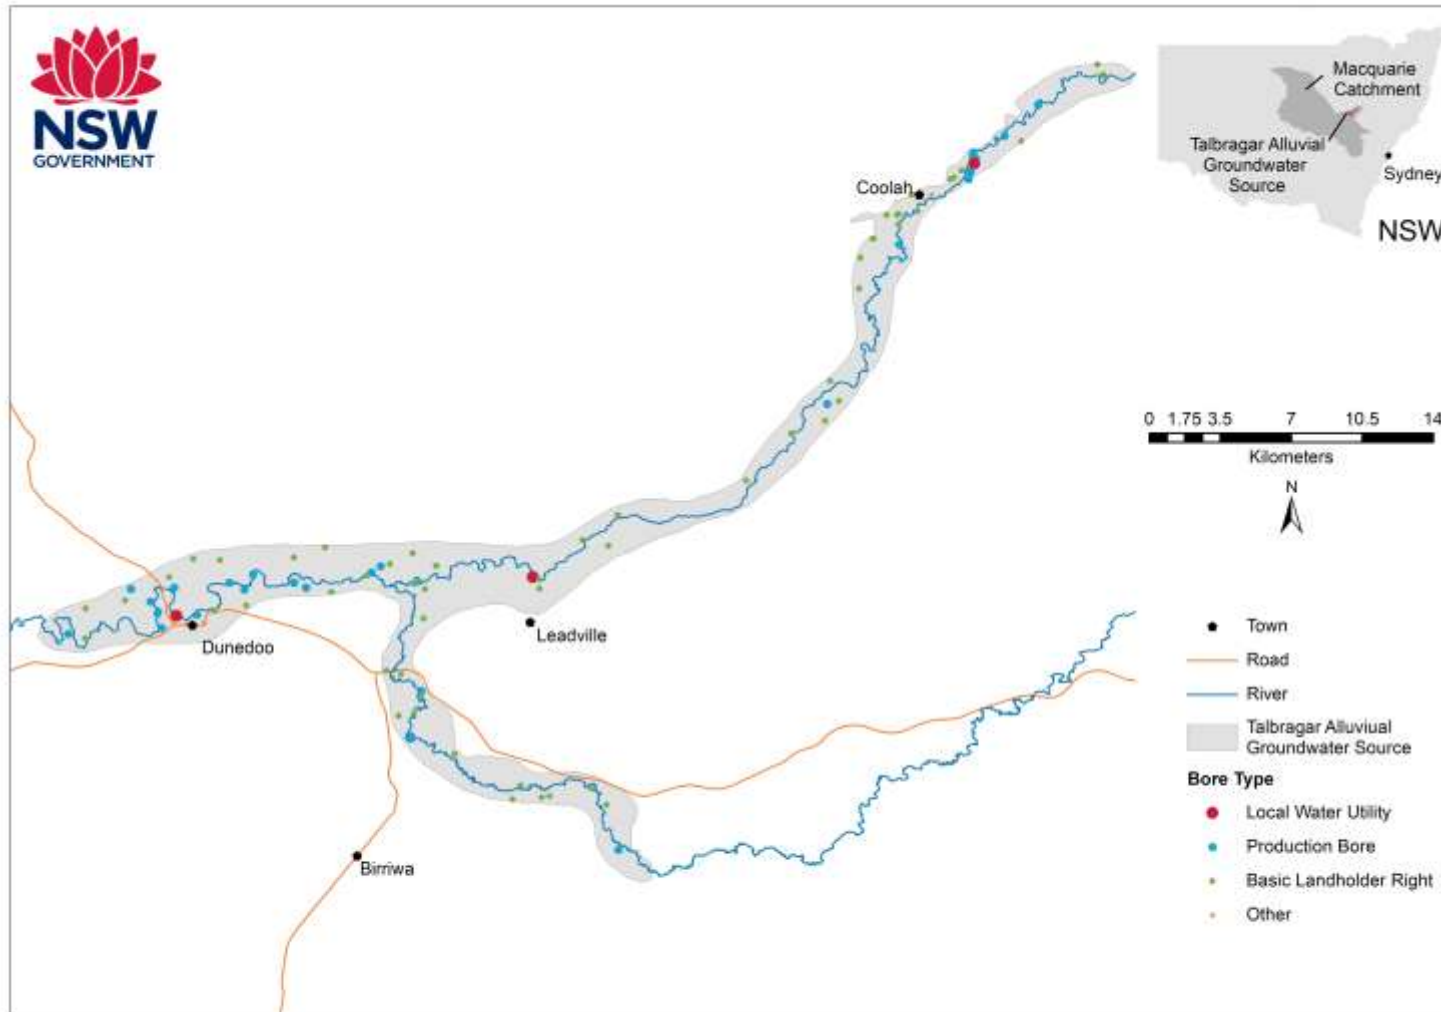 NSW
GOVERNMENT
Macquarie
Catchment
Talbragar Alluvial
Groundwater
Source
Sydney
NSW
Coolah
0 1.75 3.5 7 10.5 14
Kilometers
N
Dunedoo
Leadville
Birriwa
Town
Road
River
Talbragar Alluviual
Groundwater Source
Bore Type
Local Water Utility
Production Bore
Basic Landholder Right
Other